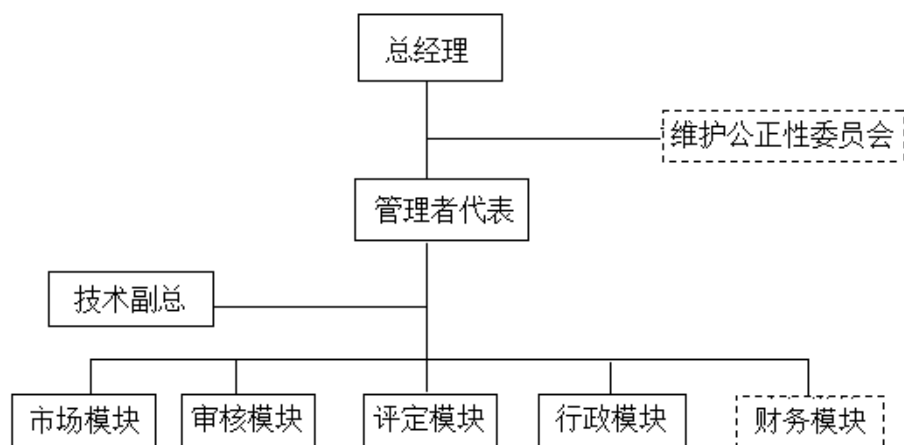 总经理
维护公正性委员会
管理者代表
技术副总
市场模块
审核模块
评定模块
行政模块
财务模块